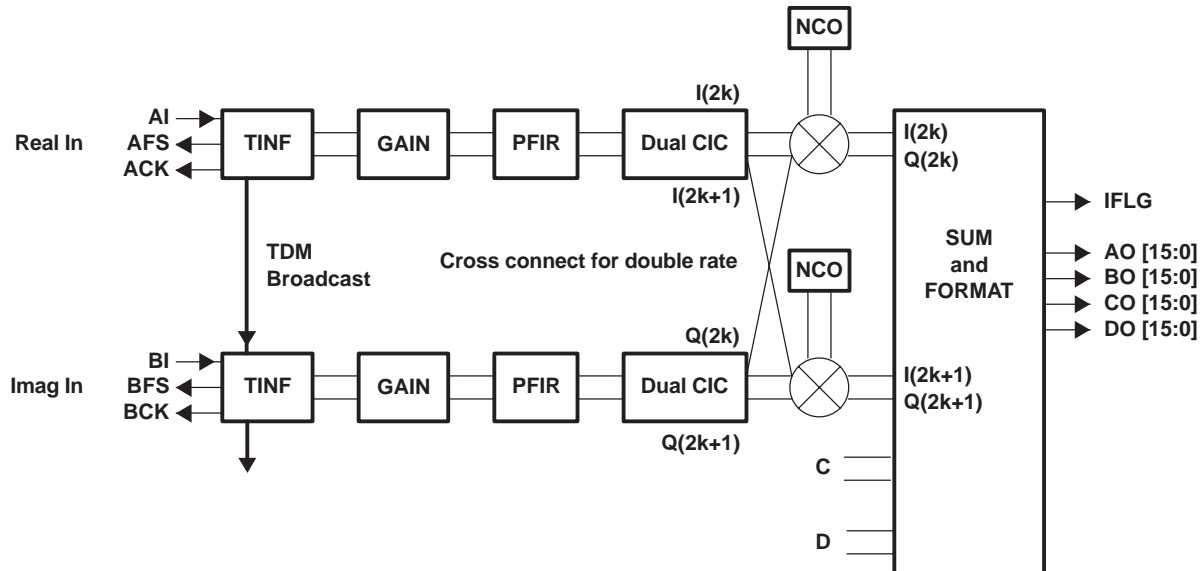 NCO
I(2k)
AI
Real In
AFS
ACK
TINF
GAIN
PFIR
Dual CIC
I(2k)
Q(2k)
I(2k+1)
IFLG
TDM
Broadcast
Cross connect for double rate
NCO
SUM
and
FORMAT
AO [15:0]
BO [15:0]
CO [15:0]
DO [15:0]
Q(2k)
BI
Imag In
BFS
BCK
TINF
GAIN
PFIR
Dual CIC
I(2k+1)
Q(2k+1)
Q(2k+1)
C
D